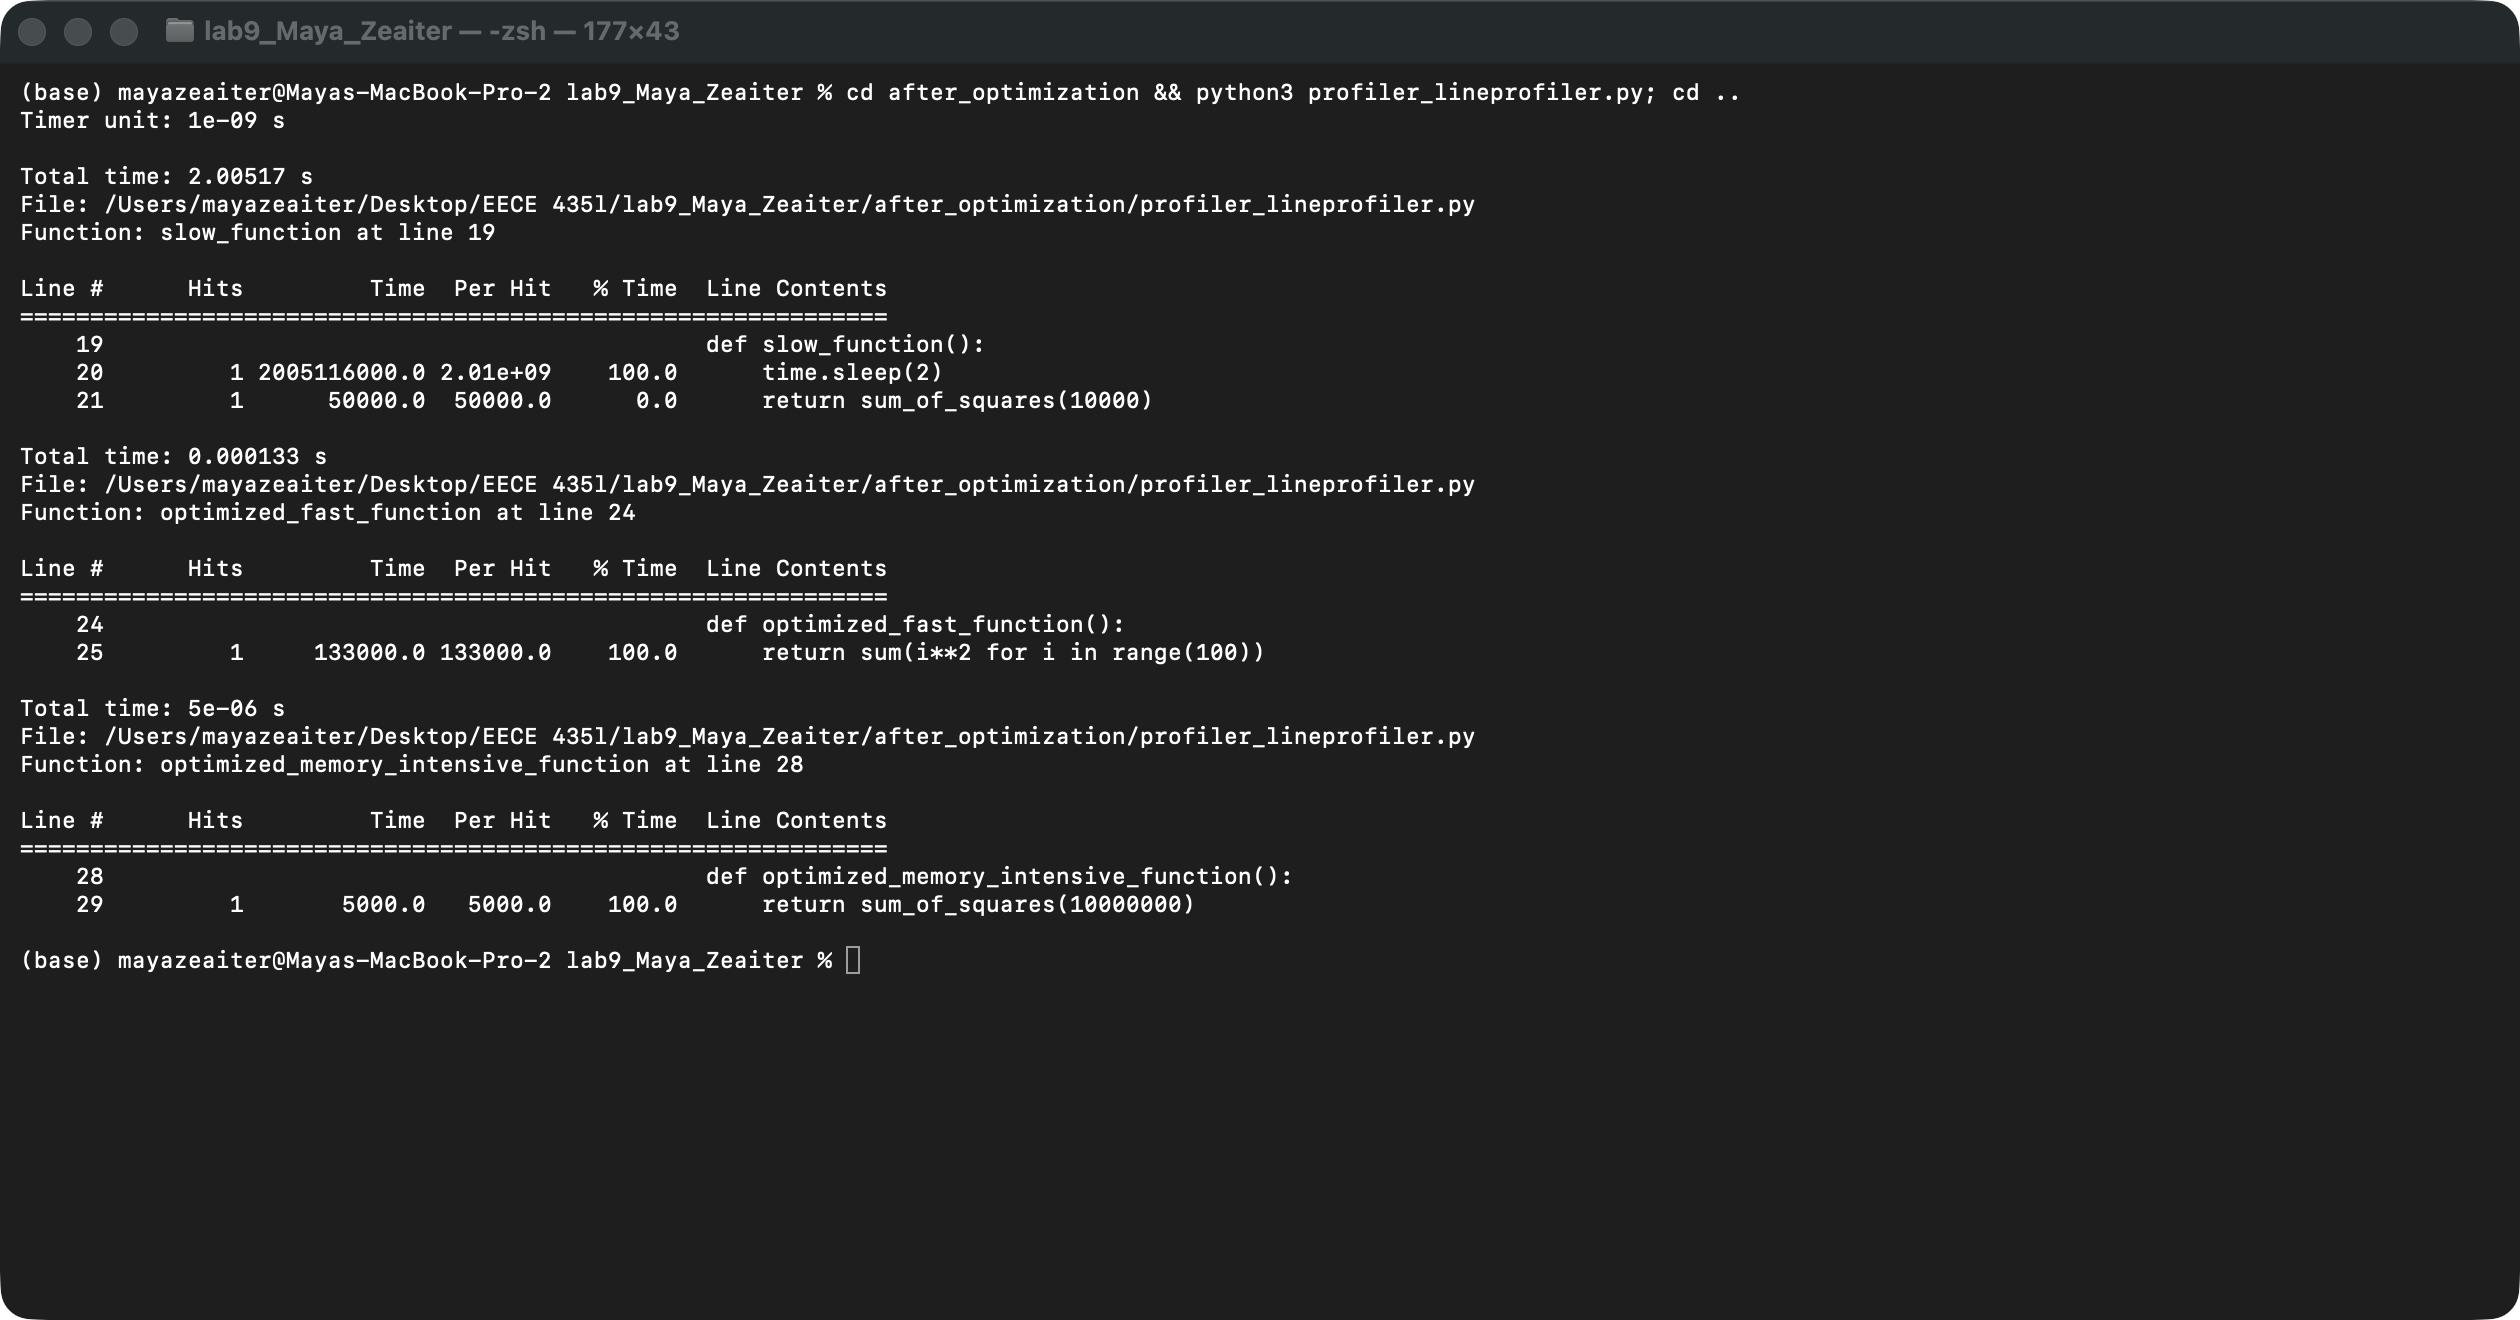 lab9_Maya_Zeaiter — -zsh — 177×43
(base) mayazeaiter@Mayas-MacBook-Pro-2 lab9_Maya_Zeaiter % cd after_optimization && python3 profiler_lineprofiler.py; cd ..
Timer unit: 1e-09 s
Total time: 2.00517 s
File: /Users/mayazeaiter/Desktop/EECE 435l/lab9_Maya_Zeaiter/after_optimization/profiler_lineprofiler.py
Function: slow_function at line 19
Line #      Hits         Time  Per Hit   % Time  Line Contents
==============================================================
    19                                           def slow_function():
    20         1 2005116000.0 2.01e+09    100.0      time.sleep(2)
    21         1      50000.0  50000.0      0.0      return sum_of_squares(10000)
Total time: 0.000133 s
File: /Users/mayazeaiter/Desktop/EECE 435l/lab9_Maya_Zeaiter/after_optimization/profiler_lineprofiler.py
Function: optimized_fast_function at line 24
Line #      Hits         Time  Per Hit   % Time  Line Contents
==============================================================
    24                                           def optimized_fast_function():
    25         1     133000.0 133000.0    100.0      return sum(i**2 for i in range(100))
Total time: 5e-06 s
File: /Users/mayazeaiter/Desktop/EECE 435l/lab9_Maya_Zeaiter/after_optimization/profiler_lineprofiler.py
Function: optimized_memory_intensive_function at line 28
Line #      Hits         Time  Per Hit   % Time  Line Contents
==============================================================
    28                                           def optimized_memory_intensive_function():
    29         1       5000.0   5000.0    100.0      return sum_of_squares(10000000)
(base) mayazeaiter@Mayas-MacBook-Pro-2 lab9_Maya_Zeaiter %